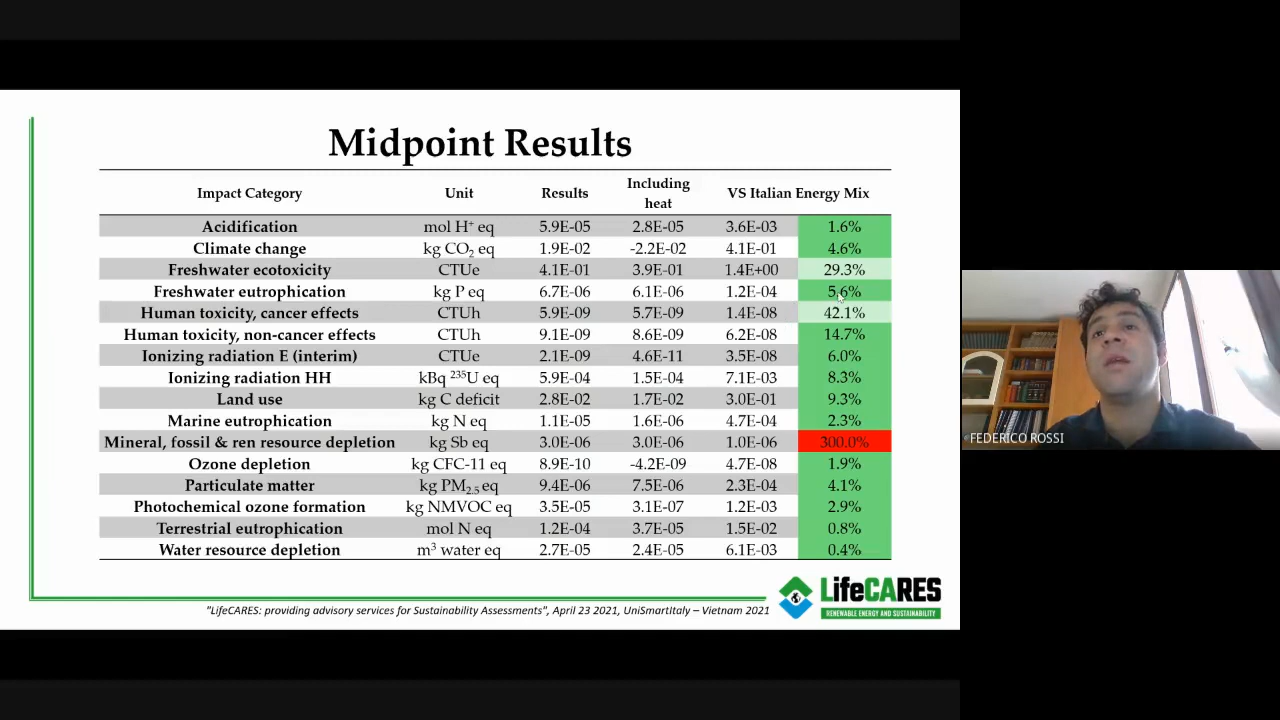 Midpoint Results
Impact Category Unit Results Including heat VS Italian Energy Mix
Acidification mol H⁺ eq 5.9E-05 2.8E-05 3.6E-03 1.6%
Climate change kg CO₂ eq 1.9E-02 -2.2E-02 4.1E-01 4.6%
Freshwater ecotoxicity CTUe 4.1E-01 3.9E-01 1.4E+00 29.3%
Freshwater eutrophication kg P eq 6.7E-06 6.1E-06 1.2E-04 5.6%
Human toxicity, cancer effects CTUh 5.9E-09 5.7E-09 1.4E-08 42.1%
Human toxicity, non-cancer effects CTUh 9.1E-09 8.6E-09 6.2E-08 14.7%
Ionizing radiation E (interim) CTUe 2.1E-09 4.6E-11 3.5E-08 6.0%
Ionizing radiation HH kBq ²³⁵U eq 5.9E-04 1.5E-04 7.1E-03 8.3%
Land use kg C deficit 2.8E-02 1.7E-02 3.0E-01 9.3%
Marine eutrophication kg N eq 1.1E-05 1.6E-06 4.7E-04 2.3%
Mineral, fossil & ren resource depletion kg Sb eq 3.0E-06 3.0E-06 1.0E-06 300.0%
Ozone depletion kg CFC-11 eq 8.9E-10 -4.2E-09 4.7E-08 1.9%
Particulate matter kg PM₂.₅ eq 9.4E-06 7.5E-06 2.3E-04 4.1%
Photochemical ozone formation kg NMVOC eq 3.5E-05 3.1E-07 1.2E-03 2.9%
Terrestrial eutrophication mol N eq 1.2E-04 3.7E-05 1.5E-02 0.8%
Water resource depletion m³ water eq 2.7E-05 2.4E-05 6.1E-03 0.4%
"LifeCARES: providing advisory services for Sustainability Assessments", April 23 2021, UniSmartItaly – Vietnam 2021
LifeCARES
RENEWABLE ENERGY AND SUSTAINABILITY
FEDERICO ROSSI